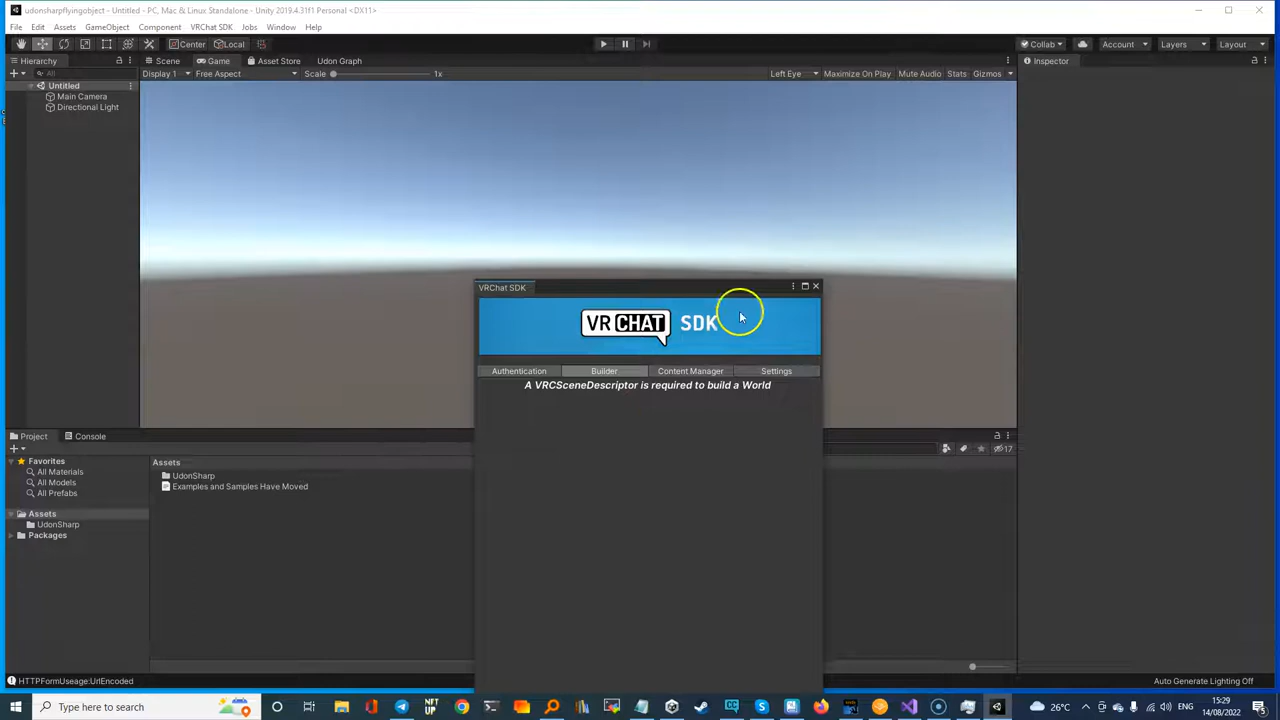 udonsharpflyingobject - Untitled - PC, Mac & Linux Standalone - Unity 2019.4.31f1 Personal <DX11>
File Edit Assets GameObject Component VRChat SDK Jobs Window Help
Center Local Collab Account Layers Layout
Hierarchy Scene Game Asset Store Udon Graph Inspector
All Display 1 Free Aspect Scale 1x Left Eye Maximize On Play Mute Audio Stats Gizmos
Untitled
Main Camera
Directional Light
VRChat SDK
VR CHAT SDK
Authentication Builder Content Manager Settings
A VRCSceneDescriptor is required to build a World
Project Console
17
Favorites Assets
All Materials UdonSharp
All Models Examples and Samples Have Moved
All Prefabs
Assets
UdonSharp
Packages
HTTPFormUseage:UrlEncoded Auto Generate Lighting Off
Type here to search NFT UP CC 26°C ENG 15:29
14/08/2022